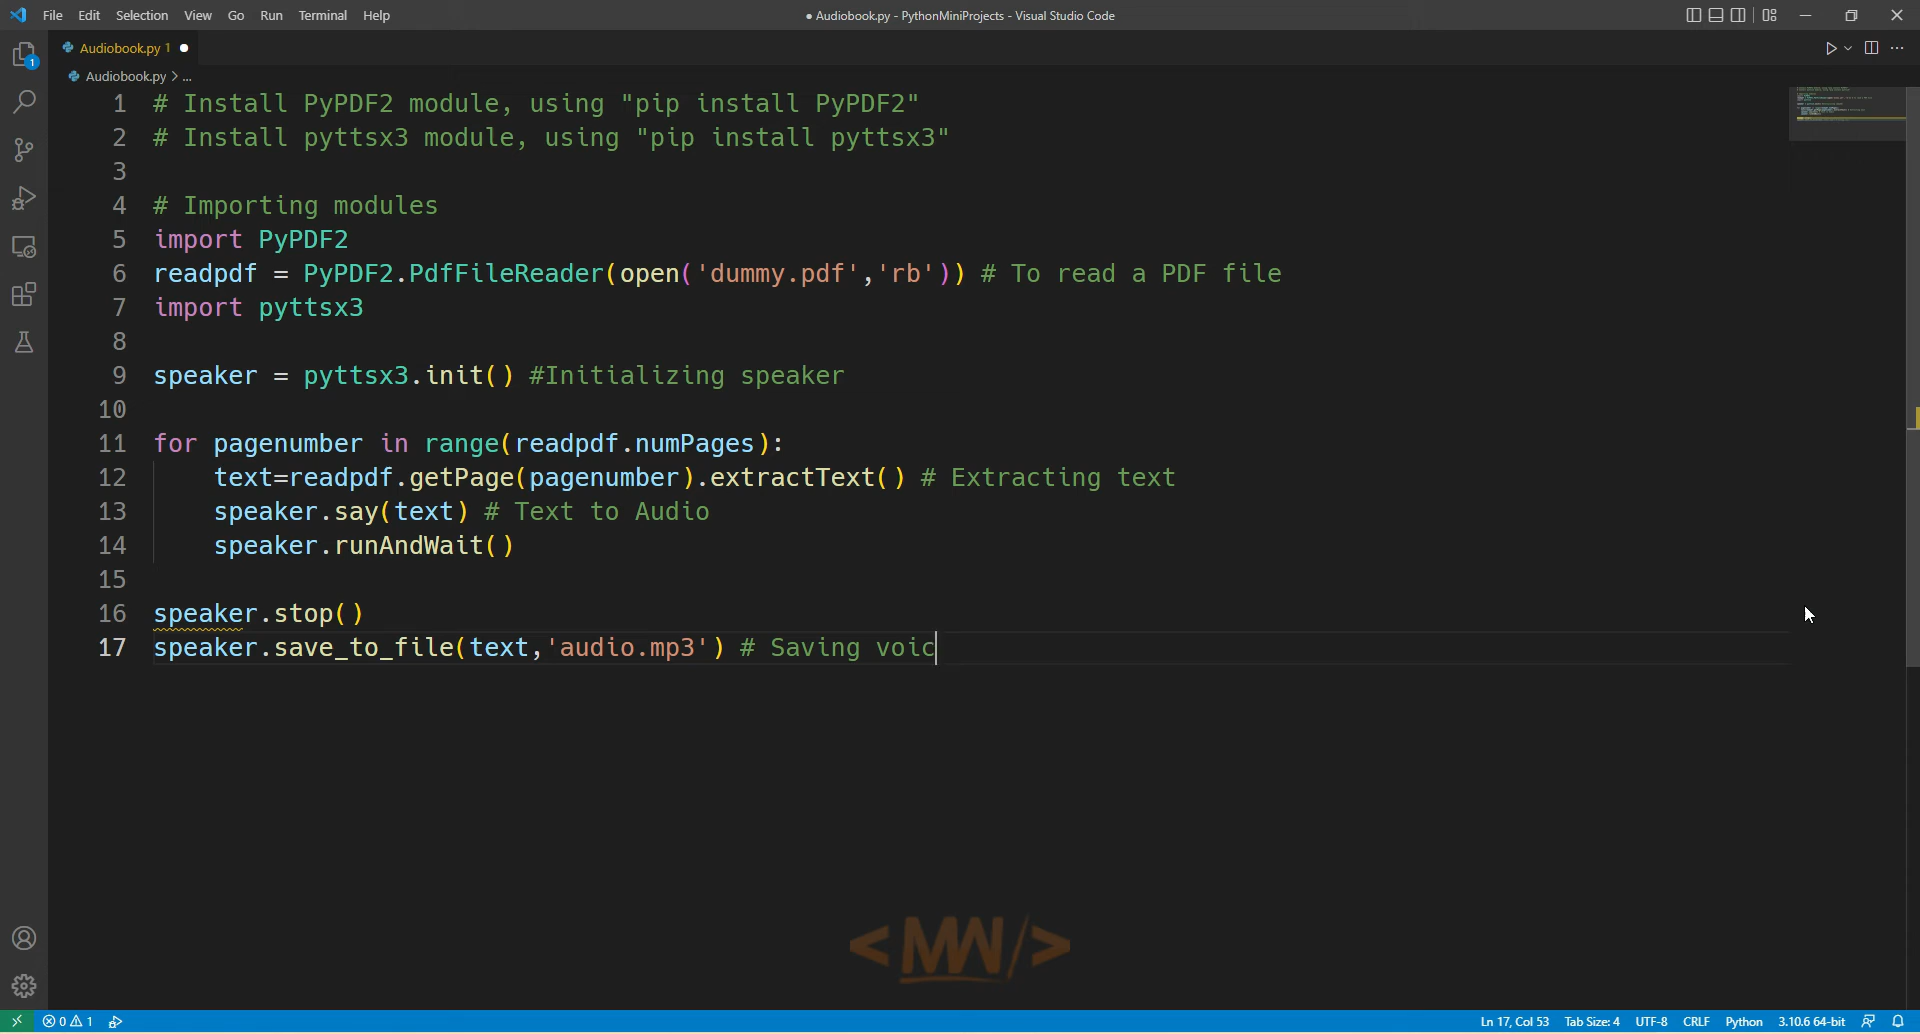 File Edit Selection View Go Run Terminal Help
● Audiobook.py - PythonMiniProjects - Visual Studio Code
Audiobook.py 1 ●
1
Audiobook.py > ...
1 # Install PyPDF2 module, using "pip install PyPDF2"
2 # Install pyttsx3 module, using "pip install pyttsx3"
3
4 # Importing modules
5 import PyPDF2
6 readpdf = PyPDF2.PdfFileReader(open('dummy.pdf','rb')) # To read a PDF file
7 import pyttsx3
8
9 speaker = pyttsx3.init() #Initializing speaker
10
11 for pagenumber in range(readpdf.numPages):
12     text=readpdf.getPage(pagenumber).extractText() # Extracting text
13     speaker.say(text) # Text to Audio
14     speaker.runAndWait()
15
16 speaker.stop()
17 speaker.save_to_file(text,'audio.mp3') # Saving voic
<MW/>
0 1 Ln 17, Col 53 Tab Size: 4 UTF-8 CRLF Python 3.10.6 64-bit